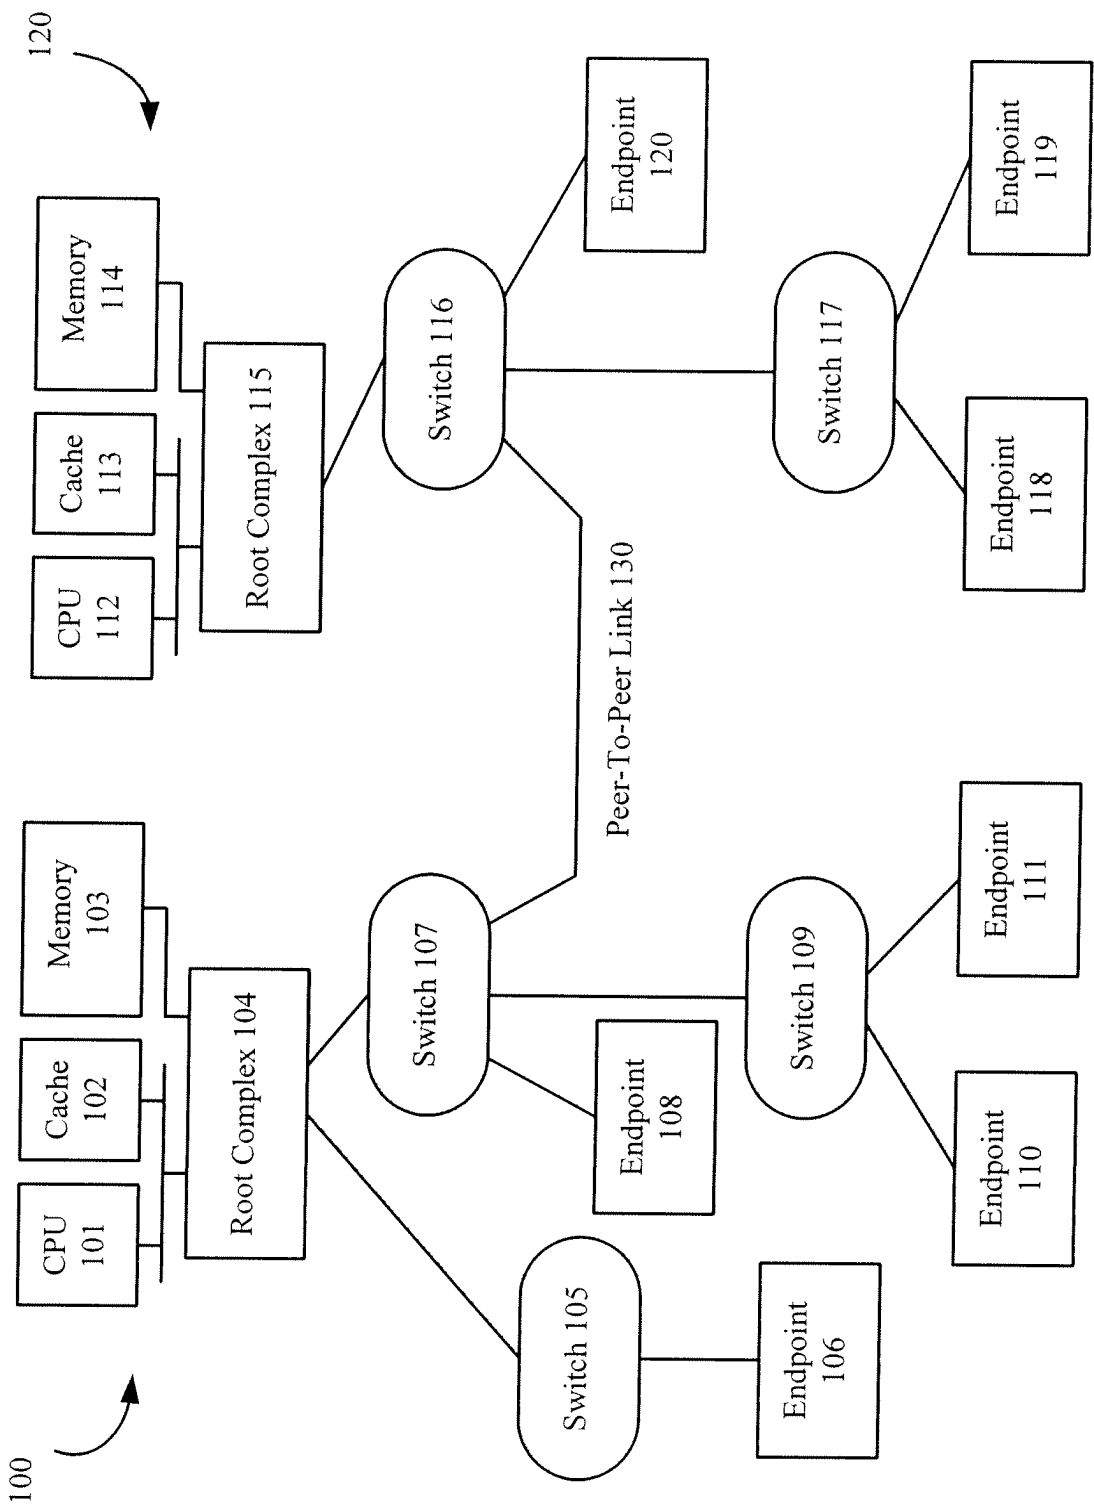 100
CPU
101
Cache
102
Memory
103
Root Complex 104
Switch 105
Endpoint
106
Switch 107
Endpoint
108
Switch 109
Endpoint
110
Endpoint
111
Peer-To-Peer Link 130
120
CPU
112
Cache
113
Memory
114
Root Complex 115
Switch 116
Endpoint
120
Switch 117
Endpoint
118
Endpoint
119